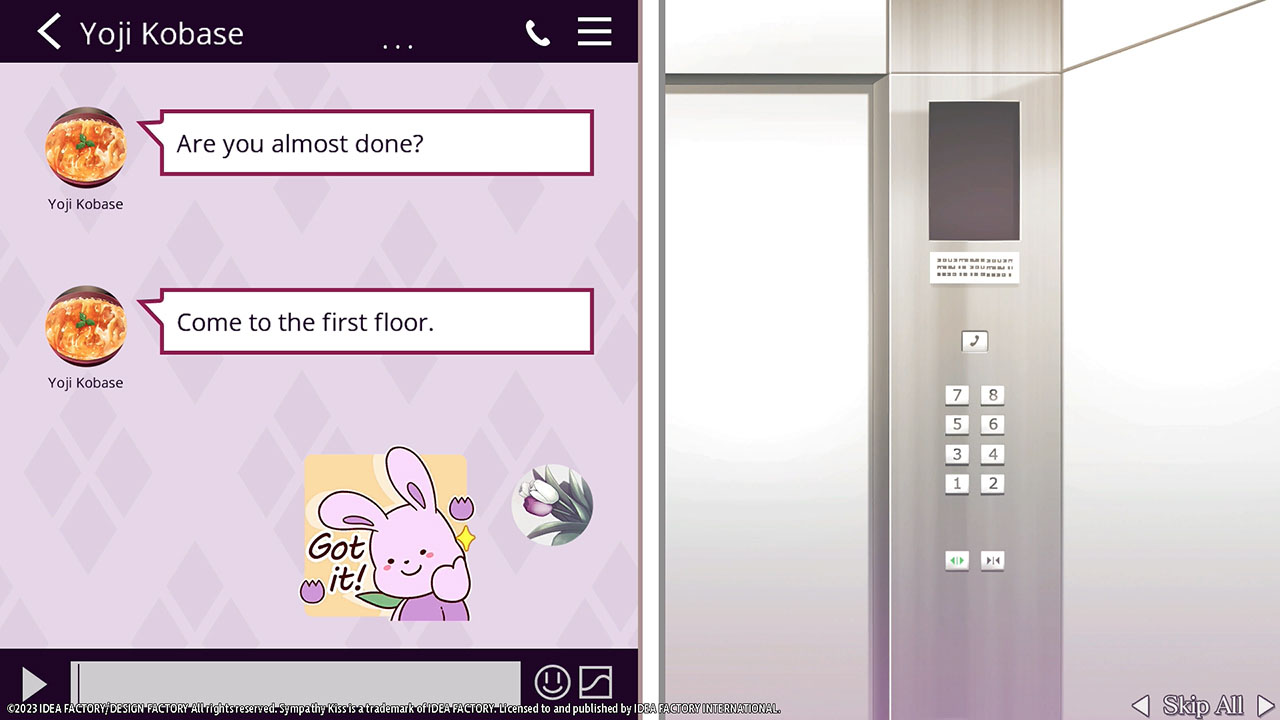 Yoji Kobase
...
Are you almost done?
Yoji Kobase
Come to the first floor.
Yoji Kobase
Got
it!
7 8
5 6
3 4
1 2
Skip All
©2023 IDEA FACTORY/DESIGN FACTORY All rights reserved. Sympathy Kiss is a trademark of IDEA FACTORY. Licensed to and published by IDEA FACTORY INTERNATIONAL.